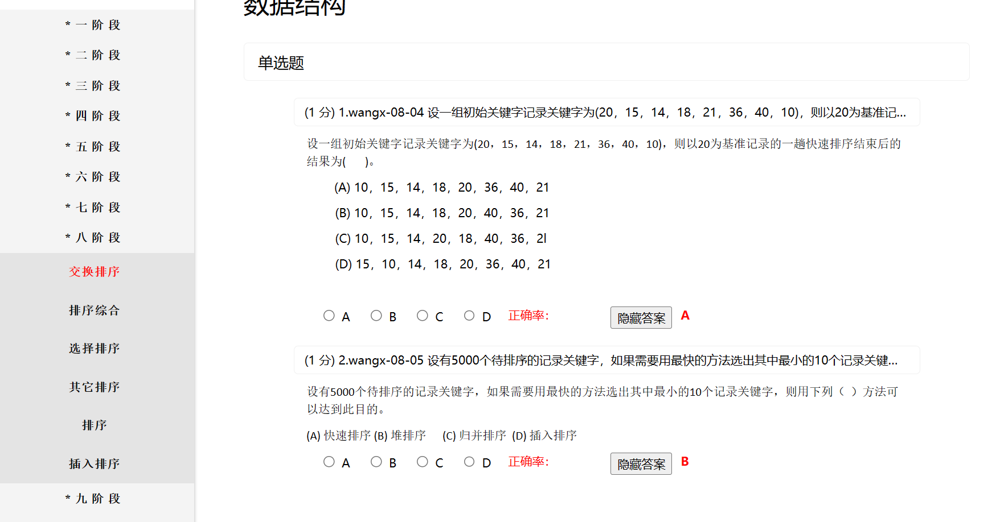 * 一 阶 段
* 二 阶 段
* 三 阶 段
* 四 阶 段
* 五 阶 段
* 六 阶 段
* 七 阶 段
* 八 阶 段
交换排序
排序综合
选择排序
其它排序
排序
插入排序
* 九 阶 段
数据结构
单选题
(1 分) 1.wangx-08-04 设一组初始关键字记录关键字为(20，15，14，18，21，36，40，10)，则以20为基准记...
设一组初始关键字记录关键字为(20，15，14，18，21，36，40，10)，则以20为基准记录的一趟快速排序结束后的
结果为(      )。
(A) 10，15，14，18，20，36，40，21
(B) 10，15，14，18，20，40，36，21
(C) 10，15，14，20，18，40，36，2l
(D) 15，10，14，18，20，36，40，21
A B C D 正确率： 隐藏答案 A
(1 分) 2.wangx-08-05 设有5000个待排序的记录关键字，如果需要用最快的方法选出其中最小的10个记录关键...
设有5000个待排序的记录关键字，如果需要用最快的方法选出其中最小的10个记录关键字，则用下列（  ）方法可
以达到此目的。
(A) 快速排序 (B) 堆排序     (C) 归并排序  (D) 插入排序
A B C D 正确率： 隐藏答案 B